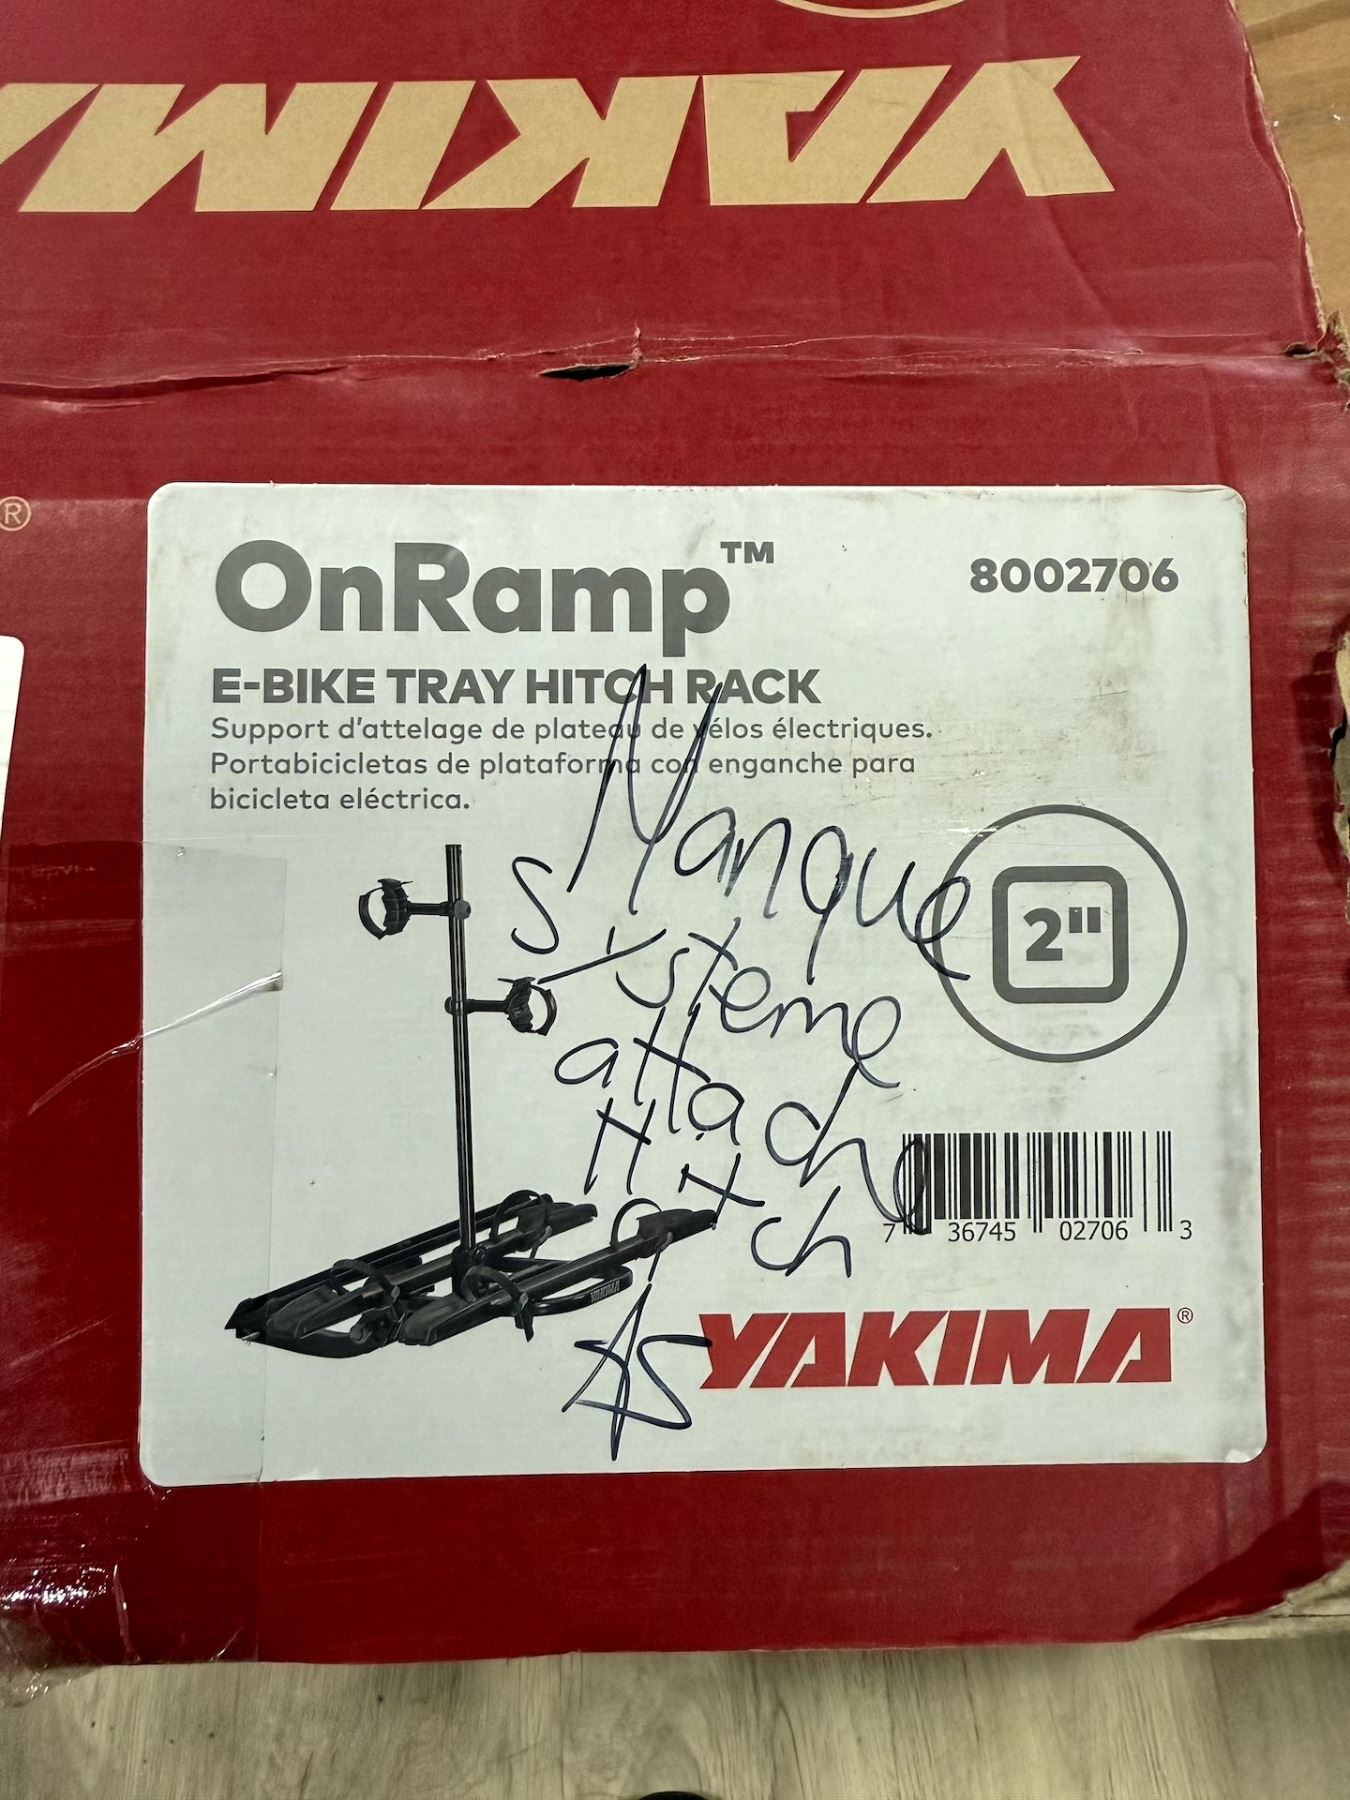 YAKIMA
®
OnRamp™
8002706
E-BIKE TRAY HITCH RACK
Support d'attelage de plateau de vélos électriques.
Portabicicletas de plataforma con enganche para
bicicleta eléctrica.
Manque
système
attache
Hitch
2"
7 36745 02706 3
AS
YAKIMA®